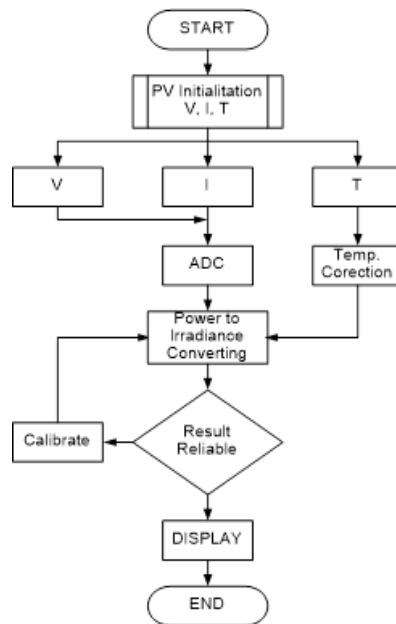 START
PV Initialitation
V, I, T
V
I
T
ADC
Temp.
Corection
Power to
Irradiance
Converting
Calibrate
Result
Reliable
DISPLAY
END